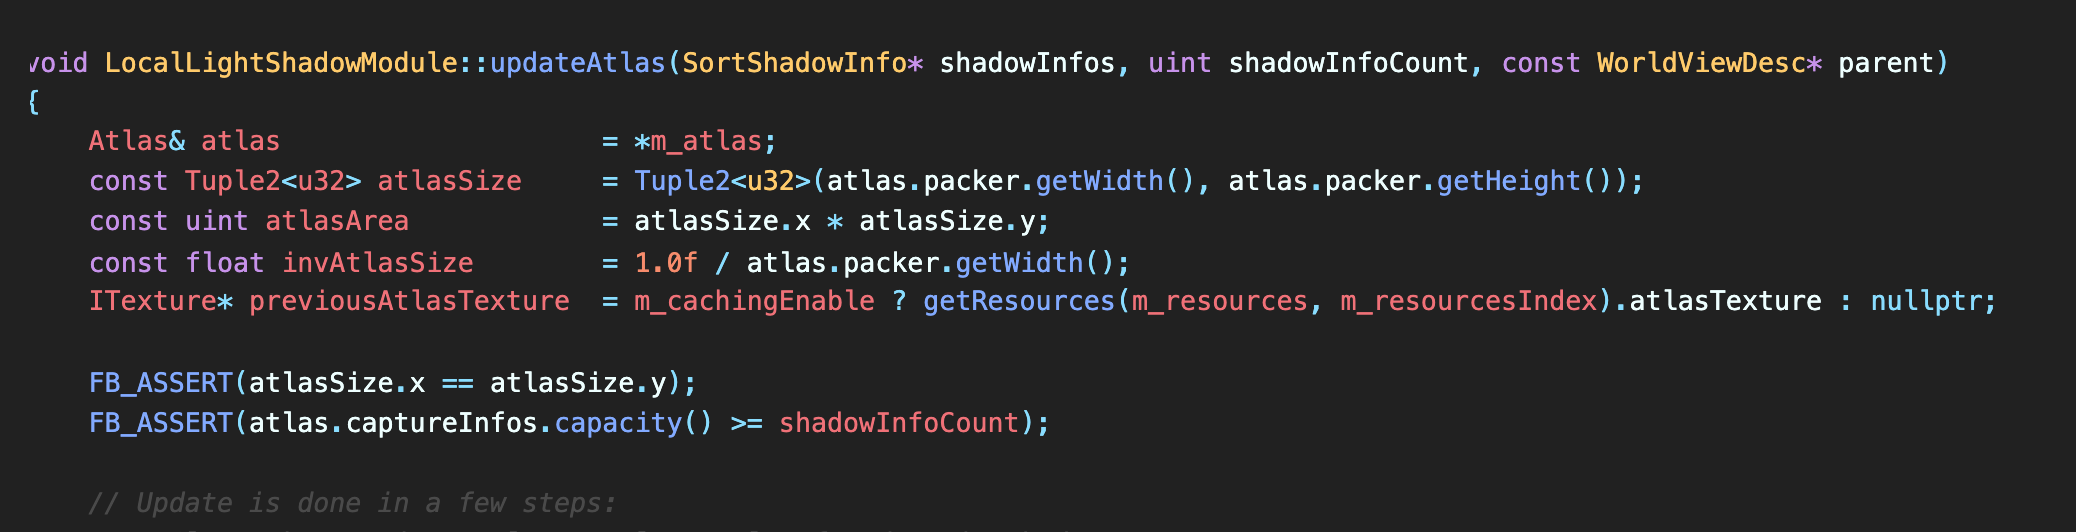 void LocalLightShadowModule::updateAtlas(SortShadowInfo* shadowInfos, uint shadowInfoCount, const WorldViewDesc* parent)
{
    Atlas& atlas                    = *m_atlas;
    const Tuple2<u32> atlasSize     = Tuple2<u32>(atlas.packer.getWidth(), atlas.packer.getHeight());
    const uint atlasArea            = atlasSize.x * atlasSize.y;
    const float invAtlasSize        = 1.0f / atlas.packer.getWidth();
    ITexture* previousAtlasTexture  = m_cachingEnable ? getResources(m_resources, m_resourcesIndex).atlasTexture : nullptr;

    FB_ASSERT(atlasSize.x == atlasSize.y);
    FB_ASSERT(atlas.captureInfos.capacity() >= shadowInfoCount);

    // Update is done in a few steps: